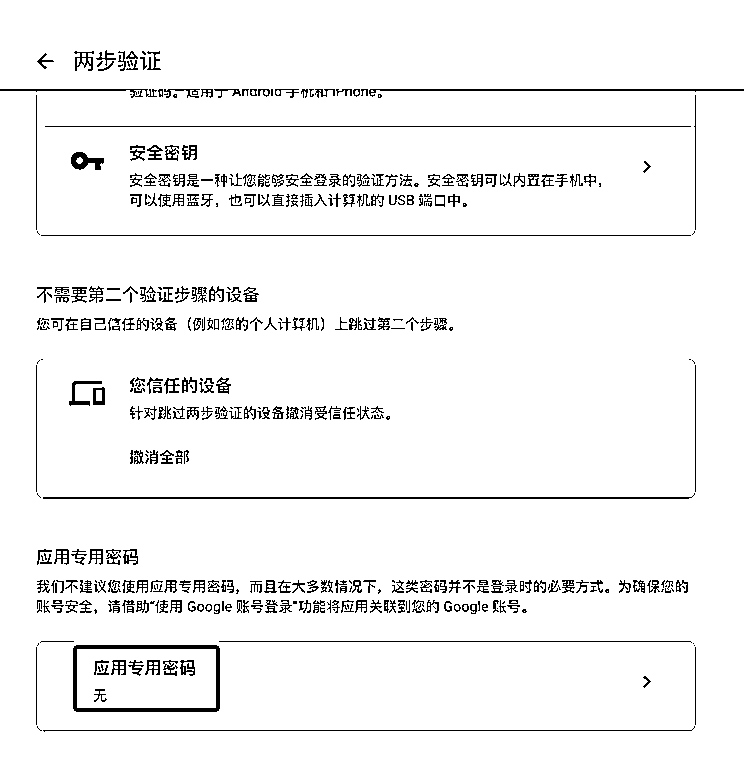 两步验证
验证码。适用于 Android 手机和 iPhone。
安全密钥
安全密钥是一种让您能够安全登录的验证方法。安全密钥可以内置在手机中，
可以使用蓝牙，也可以直接插入计算机的 USB 端口中。
不需要第二个验证步骤的设备
您可在自己信任的设备（例如您的个人计算机）上跳过第二个步骤。
您信任的设备
针对跳过两步验证的设备撤消受信任状态。
撤消全部
应用专用密码
我们不建议您使用应用专用密码，而且在大多数情况下，这类密码并不是登录时的必要方式。为确保您的
账号安全，请借助“使用 Google 账号登录”功能将应用关联到您的 Google 账号。
应用专用密码
无